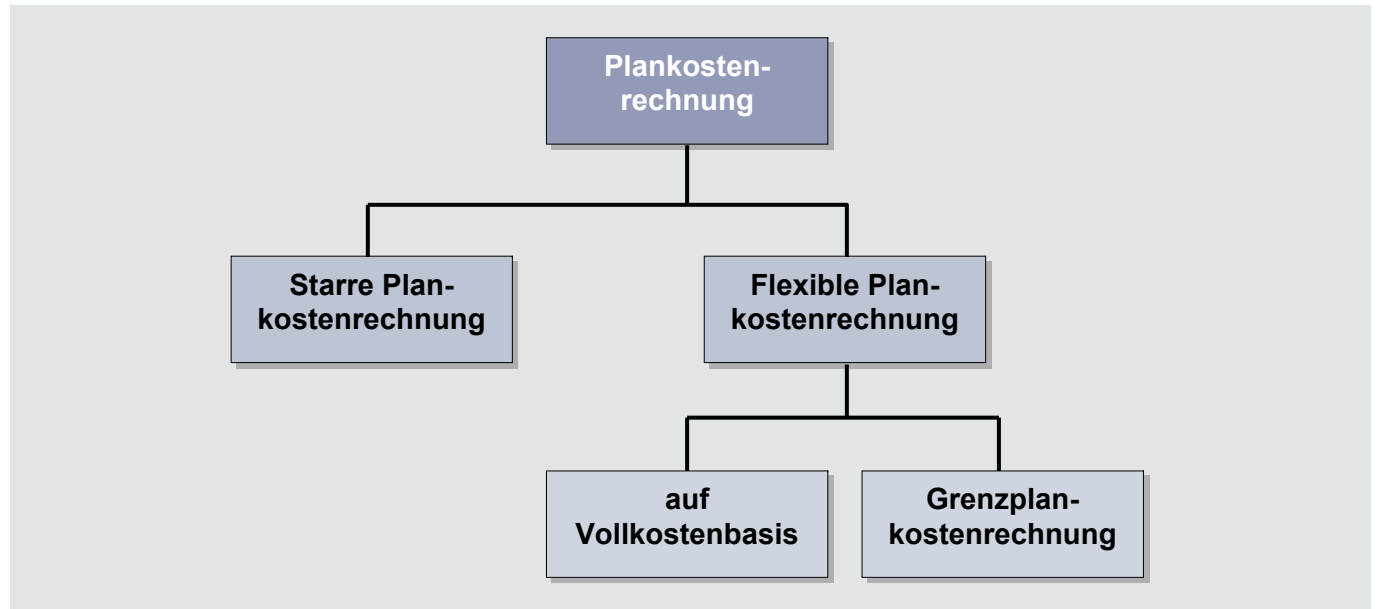 Plankosten-
rechnung
Starre Plan-
kostenrechnung
Flexible Plan-
kostenrechnung
auf
Vollkostenbasis
Grenzplan-
kostenrechnung